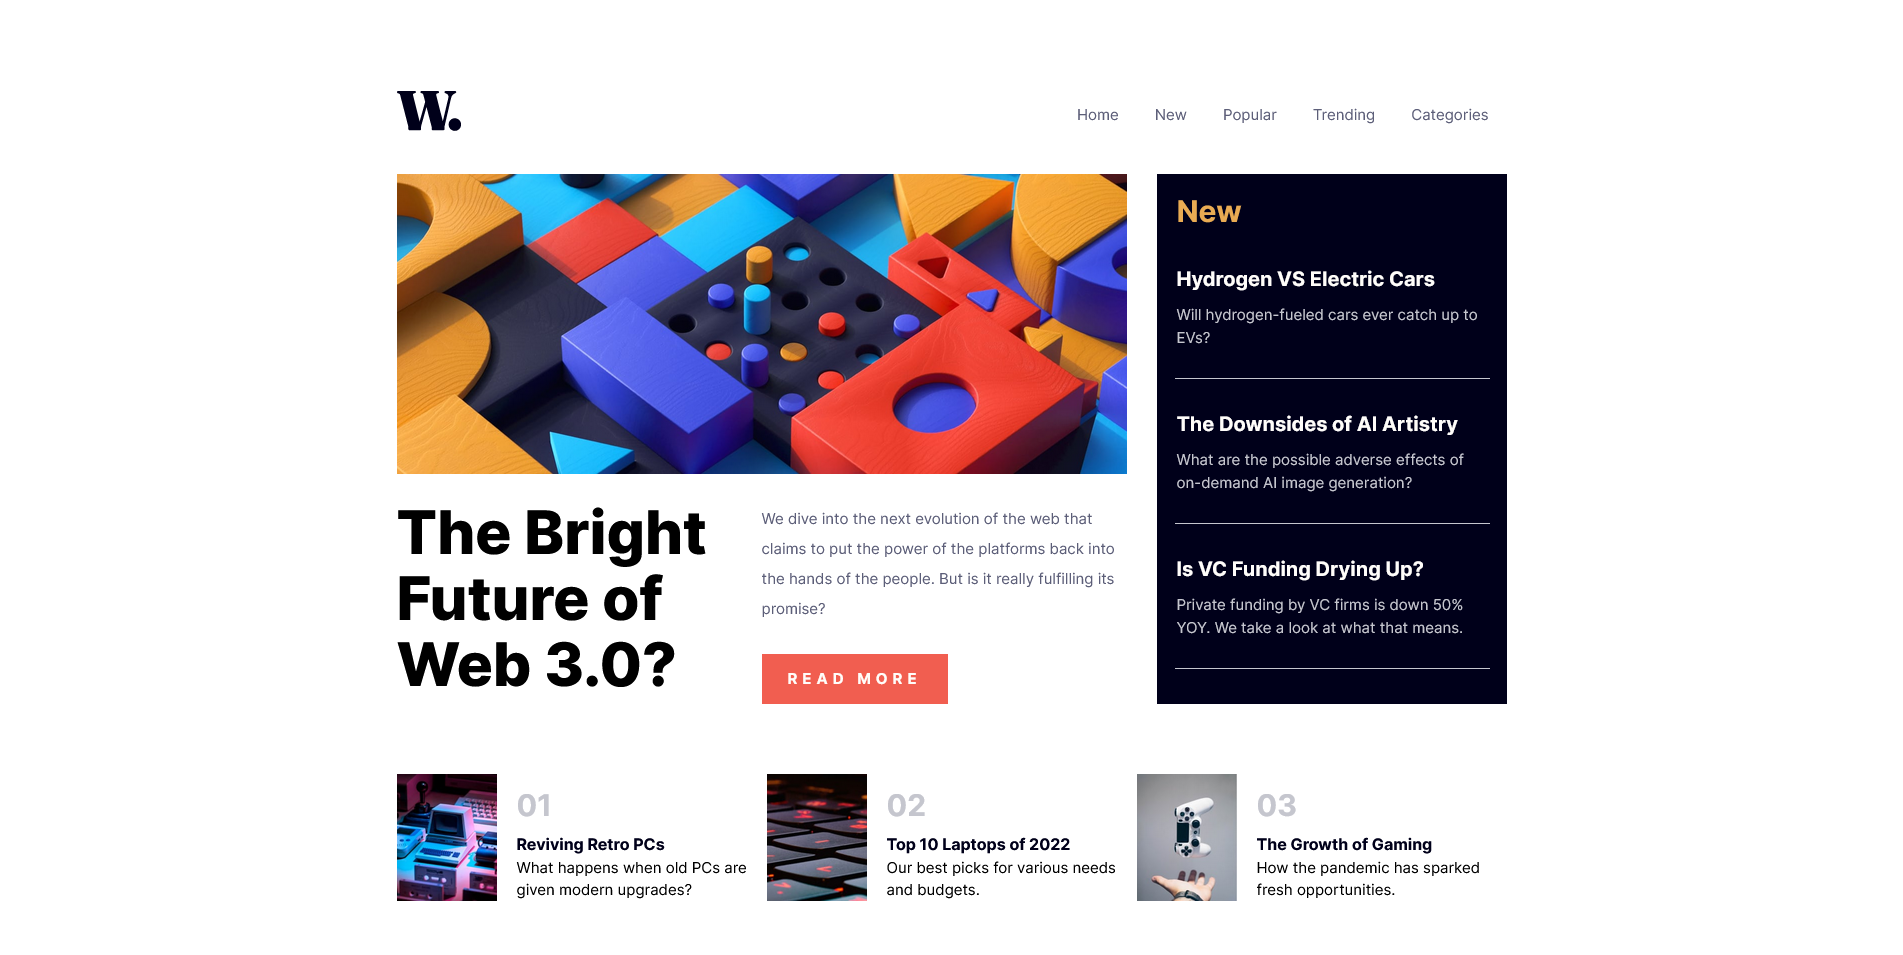 W.
Home New Popular Trending Categories
The Bright
Future of
Web 3.0?
We dive into the next evolution of the web that
claims to put the power of the platforms back into
the hands of the people. But is it really fulfilling its
promise?
READ MORE
New
Hydrogen VS Electric Cars
Will hydrogen-fueled cars ever catch up to
EVs?
The Downsides of AI Artistry
What are the possible adverse effects of
on-demand AI image generation?
Is VC Funding Drying Up?
Private funding by VC firms is down 50%
YOY. We take a look at what that means.
01
Reviving Retro PCs
What happens when old PCs are
given modern upgrades?
02
Top 10 Laptops of 2022
Our best picks for various needs
and budgets.
03
The Growth of Gaming
How the pandemic has sparked
fresh opportunities.